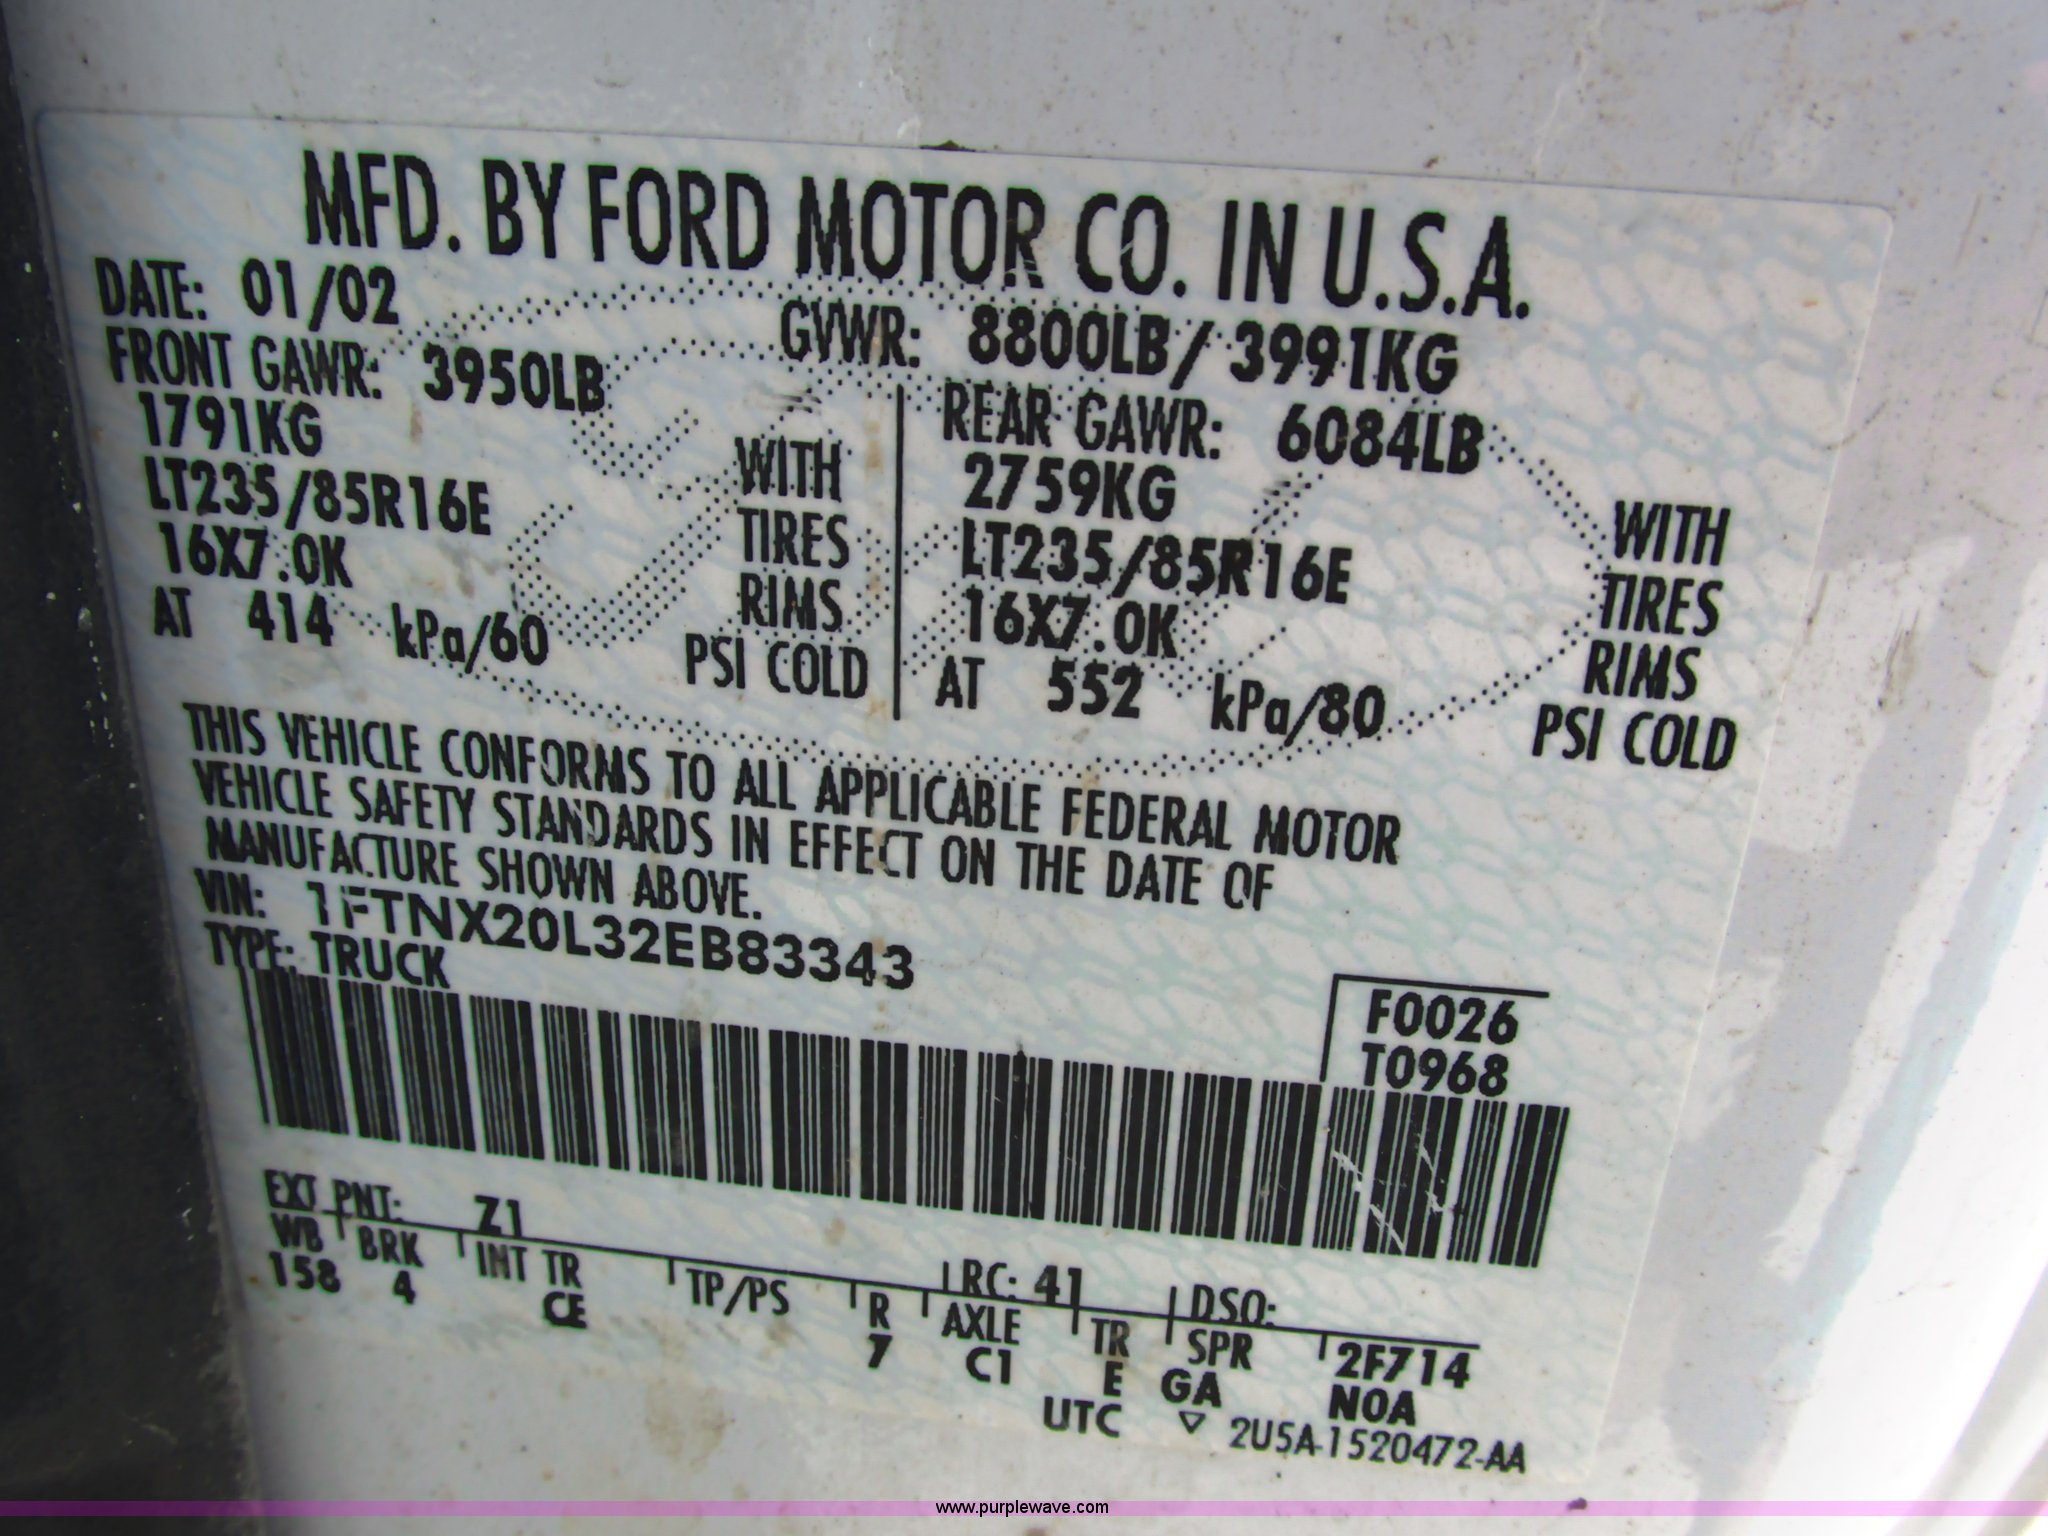 MFD. BY FORD MOTOR CO. IN U.S.A.
DATE: 01/02
GVWR: 8800LB/3991KG
FRONT GAWR: 3950LB
1791KG
WITH
LT235/85R16E
TIRES
16X7.0K
RIMS
AT 414 kPa/60
PSI COLD
REAR GAWR: 6084LB
2759KG
WITH
LT235/85R16E
TIRES
16X7.0K
RIMS
AT 552 kPa/80
PSI COLD
THIS VEHICLE CONFORMS TO ALL APPLICABLE FEDERAL MOTOR
VEHICLE SAFETY STANDARDS IN EFFECT ON THE DATE OF
MANUFACTURE SHOWN ABOVE.
VIN: 1FTNX20L32EB83343
TYPE: TRUCK
F0026
T0968
EXT PNT: Z1
RC: 41
DSO:
WB BRK INT TR TP/PS R AXLE TR SPR 2F714
158 4 CE 7 C1 E GA N0A
UTC ▽ 2U5A-1520472-AA
www.purplewave.com